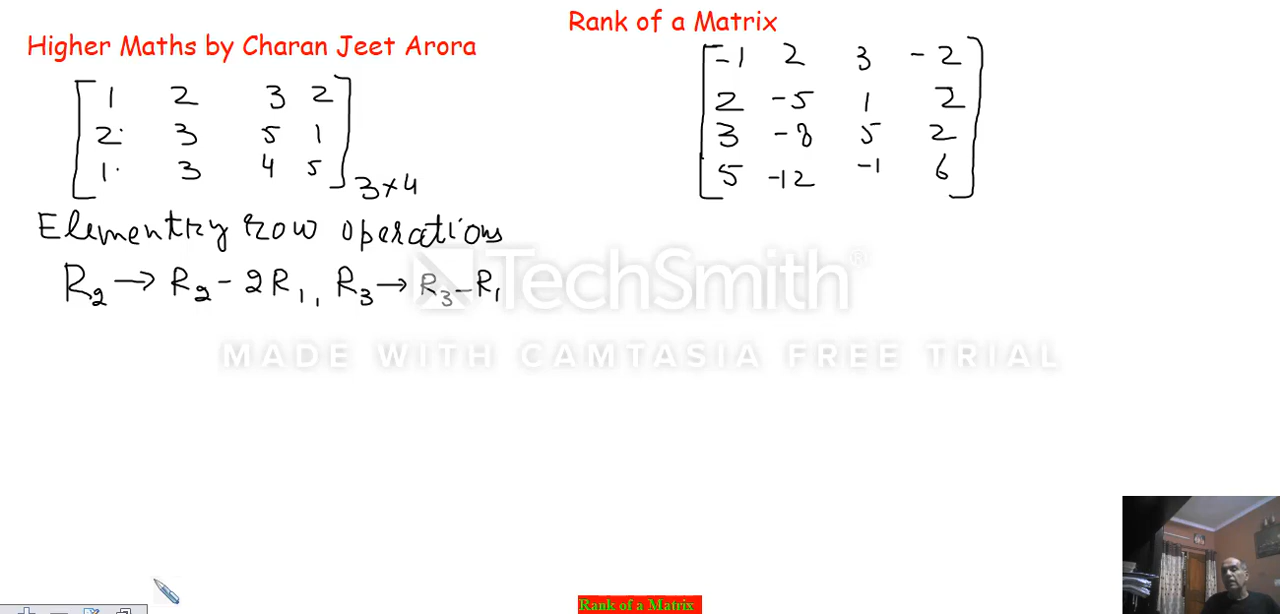 Rank of a Matrix
Higher Maths by Charan Jeet Arora
1 2 3 2
2 3 5 1
1 3 4 5
3×4
-1 2 3 -2
2 -5 1 2
3 -8 5 2
5 -12 -1 6
Elementry row operations
R2 → R2 - 2R1, R3 → R3 - R1
TechSmith®
MADE WITH CAMTASIA FREE TRIAL
Rank of a Matrix